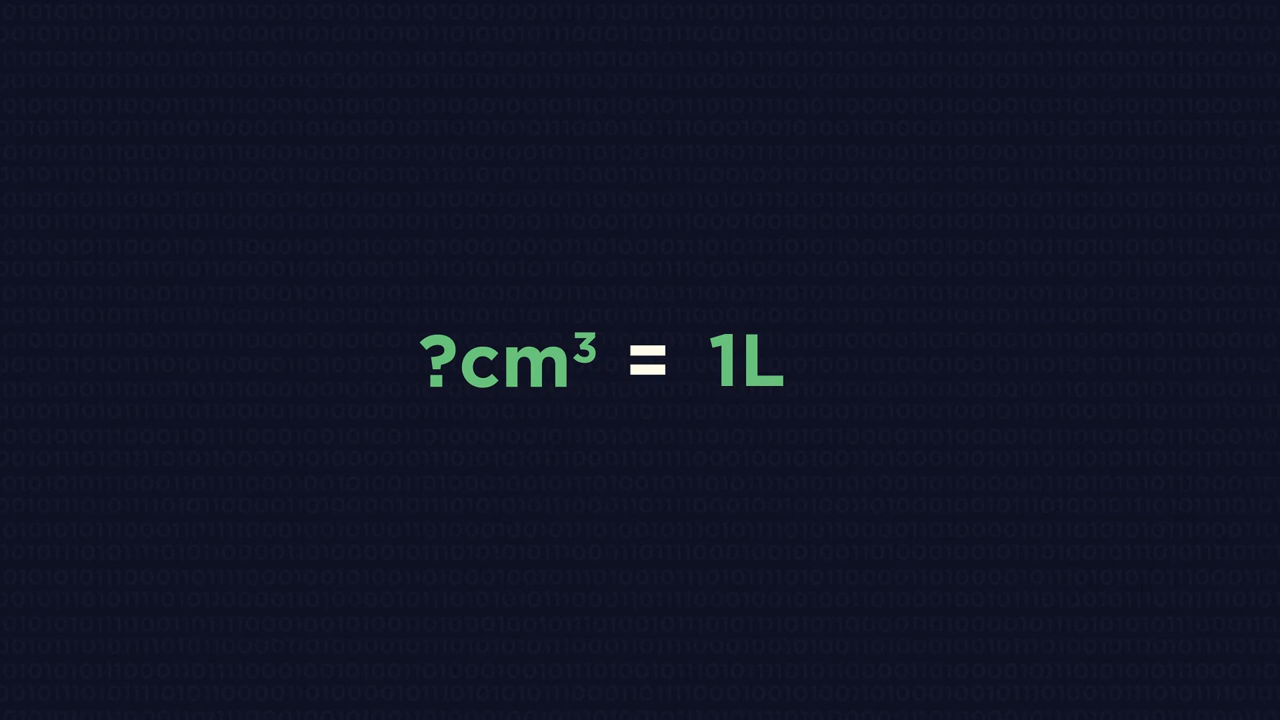 ?cm³ = 1L